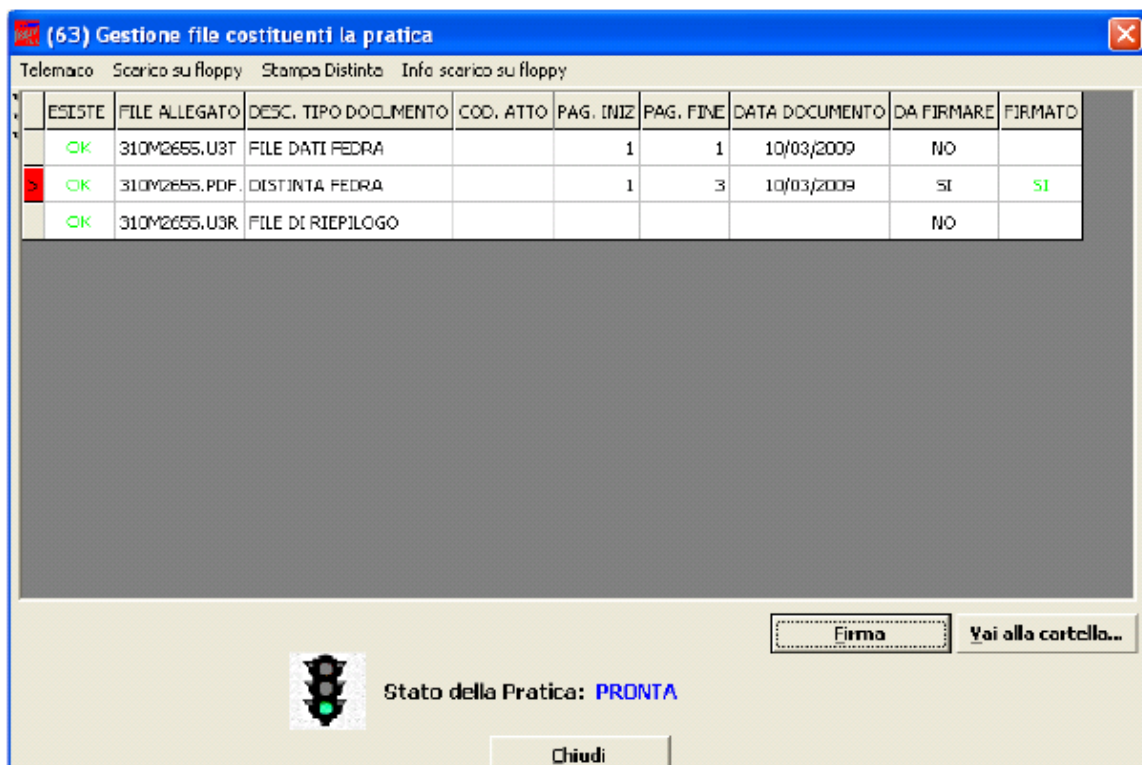 (63) Gestione file costituenti la pratica
Telemaco Scarico su floppy Stampa Distinta Info scarico su floppy
ESISTE FILE ALLEGATO DESC. TIPO DOCUMENTO COD. ATTO PAG. INIZ PAG. FINE DATA DOCUMENTO DA FIRMARE FIRMATO
OK 310M2655.U3T FILE DATI FEDRA 1 1 10/03/2009 NO
> OK 310M2655.PDF. DISTINTA FEDRA 1 3 10/03/2009 SI SI
OK 310M2655.U3R FILE DI RIEPILOGO NO
Firma Vai alla cartella...
Stato della Pratica: PRONTA
Chiudi